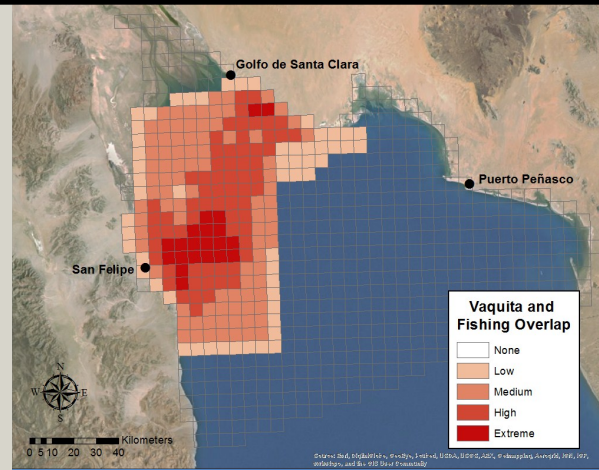 Golfo de Santa Clara
Puerto Peñasco
San Felipe
Vaquita and
Fishing Overlap
None
Low
Medium
High
Extreme
N
W E
S
Kilometers
0 5 10 20 30 40